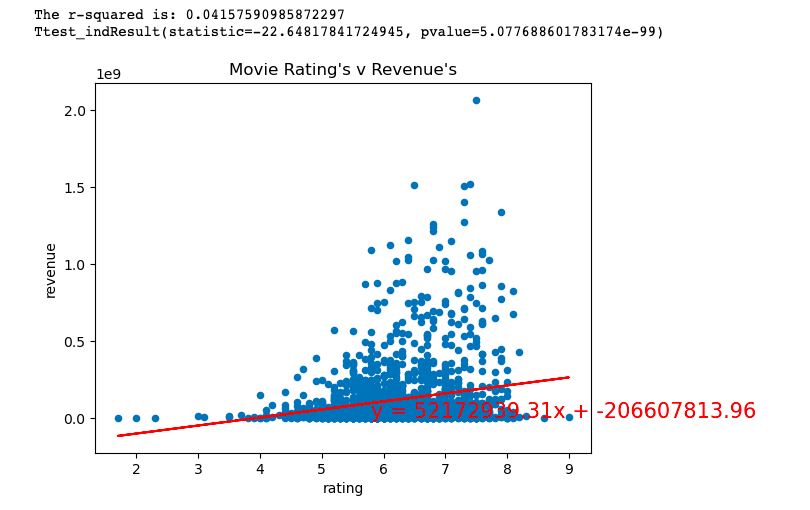 The r-squared is: 0.04157590985872297
Ttest_indResult(statistic=-22.64817841724945, pvalue=5.077688601783174e-99)
Movie Rating's v Revenue's
1e9
2.0
1.5
1.0
0.5
0.0
revenue
y = 52172939.31x + -206607813.96
2 3 4 5 6 7 8 9
rating